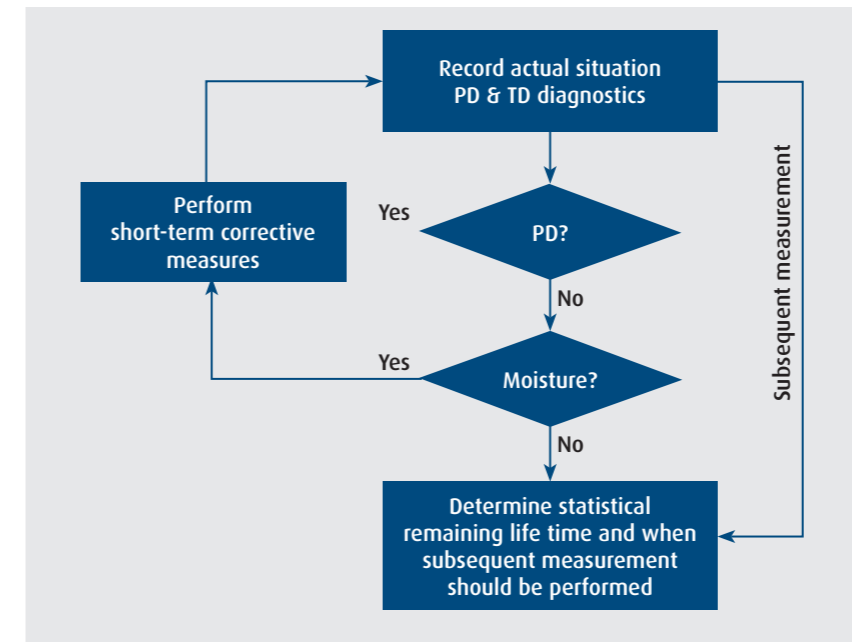 Record actual situation
PD & TD diagnostics
Perform
short-term corrective
measures
Yes
PD?
No
Yes
Moisture?
No
Subsequent measurement
Determine statistical
remaining life time and when
subsequent measurement
should be performed